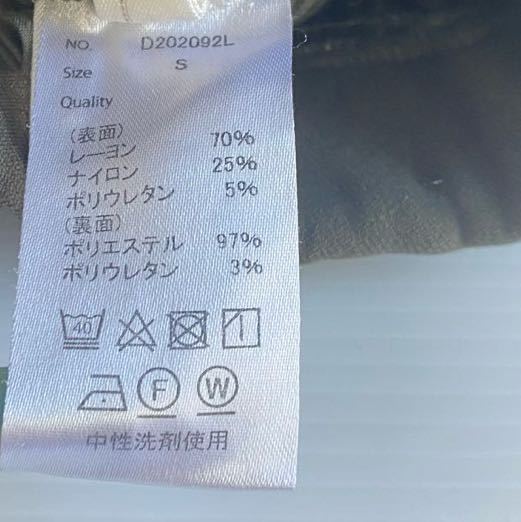 NO. D202092L
Size S
Quality
(表面)
レーヨン 70%
ナイロン 25%
ポリウレタン 5%
(裏面)
ポリエステル 97%
ポリウレタン 3%
40
F W
中性洗剤使用